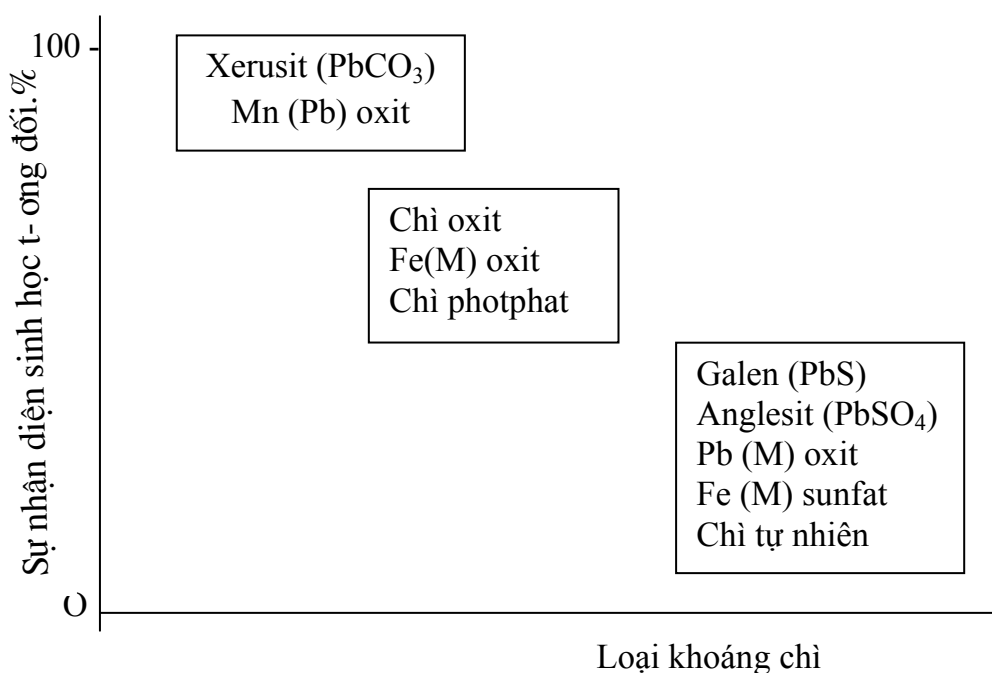 100
Sự nhận diện sinh học t- ơng đối.%
Xerusit (PbCO₃)
Mn (Pb) oxit
Chì oxit
Fe(M) oxit
Chì photphat
Galen (PbS)
Anglesit (PbSO₄)
Pb (M) oxit
Fe (M) sunfat
Chì tự nhiên
O
Loại khoáng chì